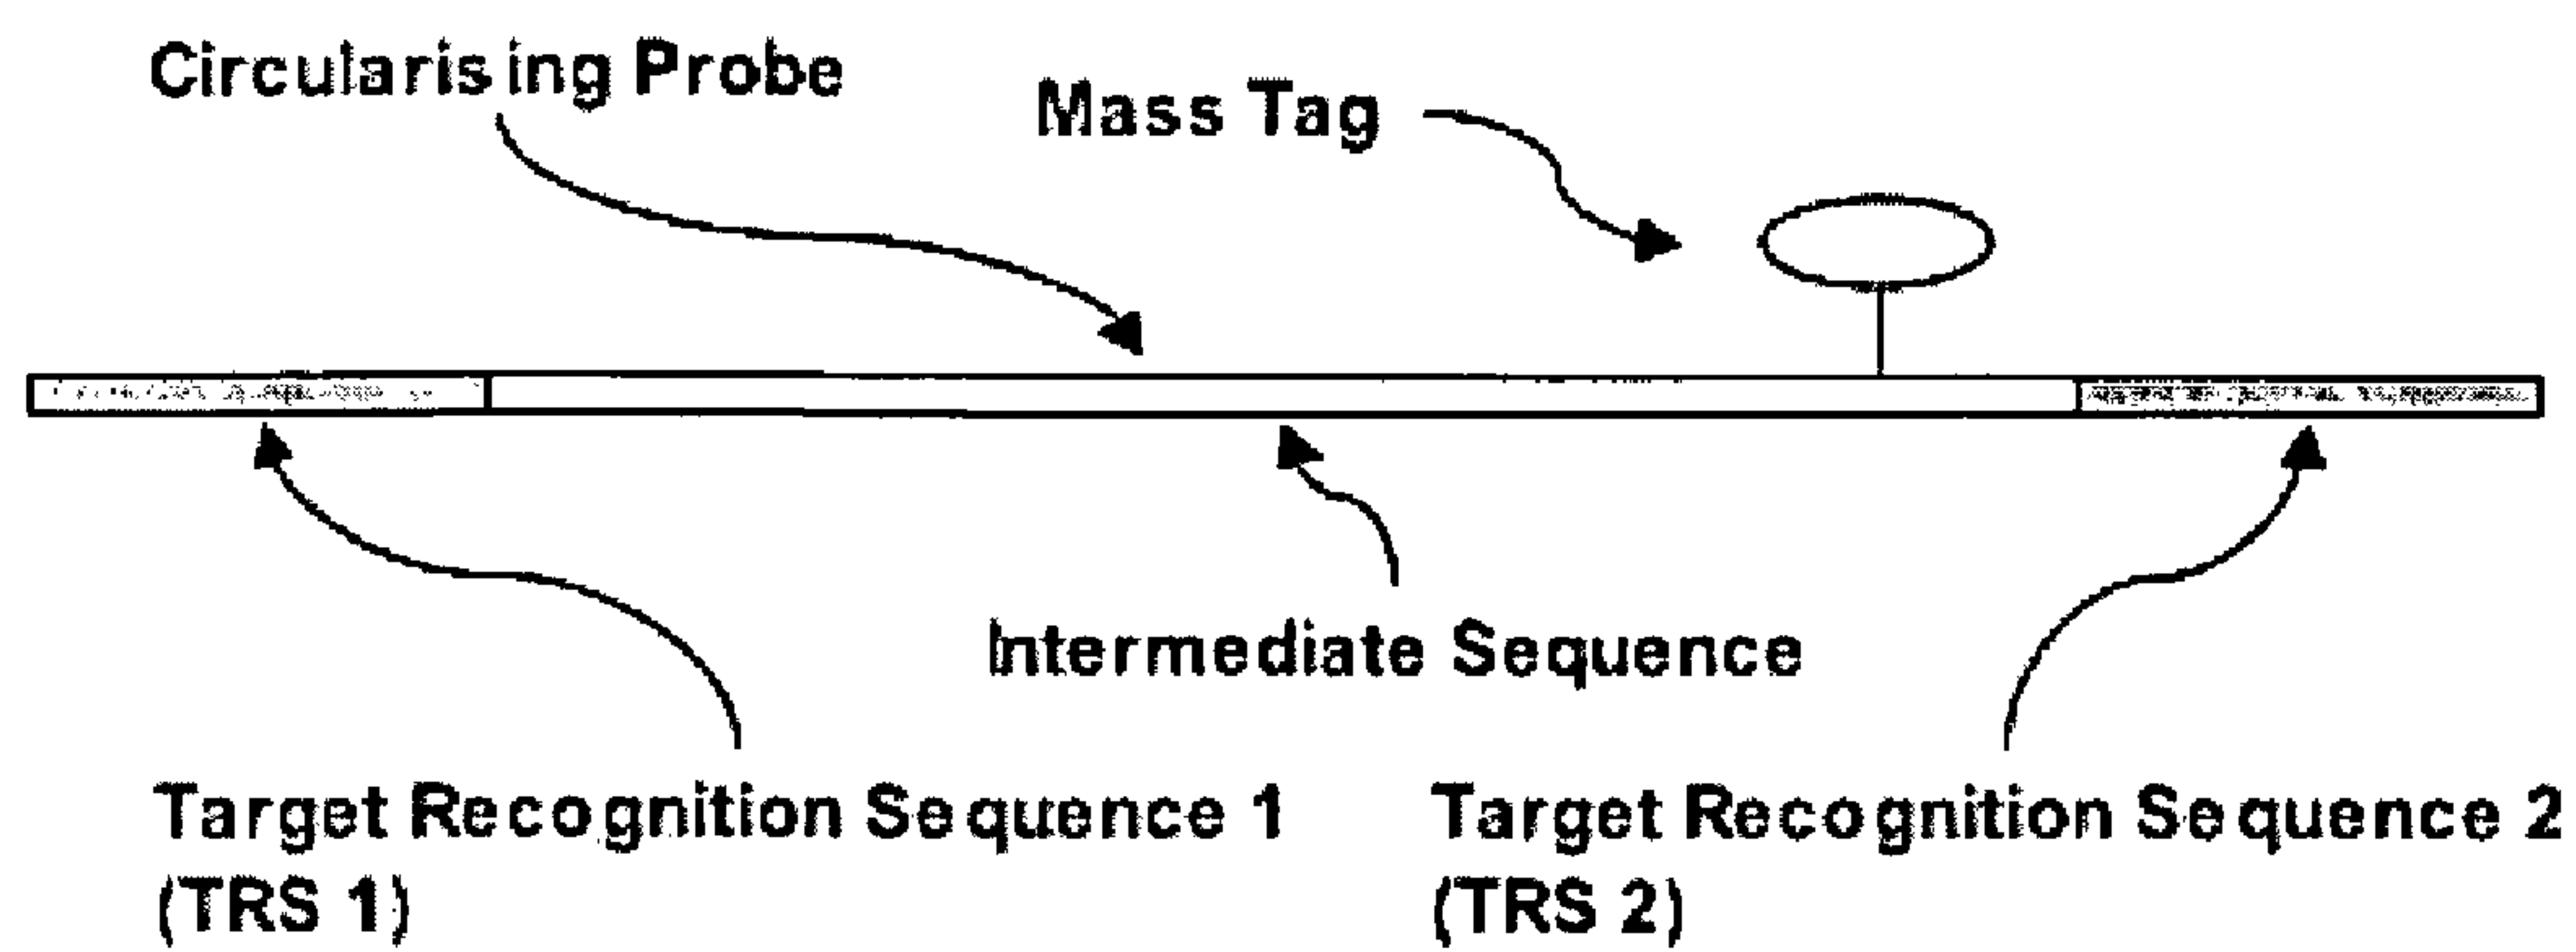 Circularising Probe
Mass Tag
Intermediate Sequence
Target Recognition Sequence 1
(TRS 1)
Target Recognition Sequence 2
(TRS 2)